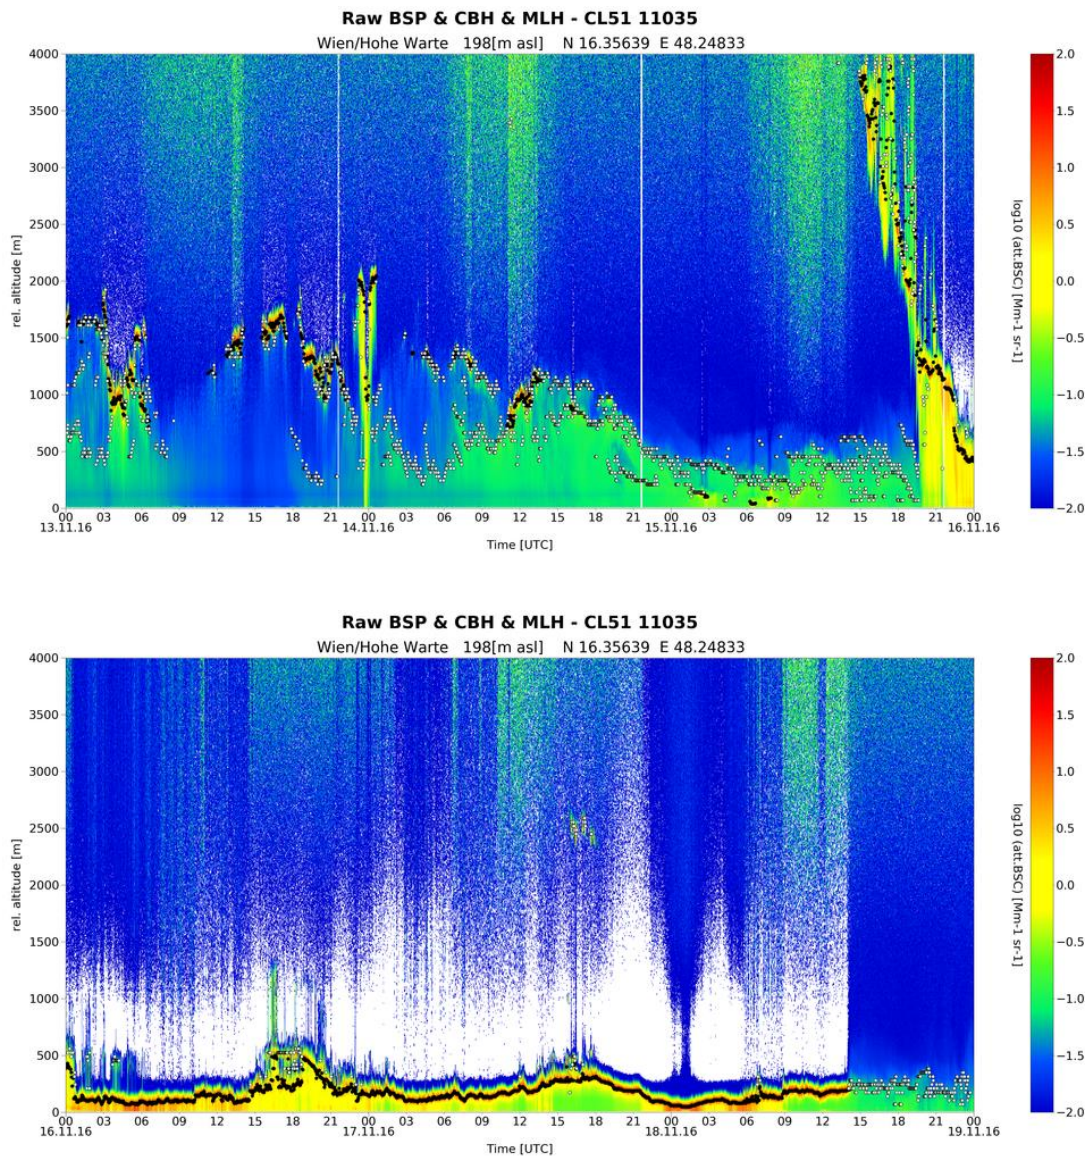 Raw BSP & CBH & MLH - CL51 11035
Wien/Hohe Warte 198[m asl] N 16.35639 E 48.24833
4000
3500
3000
2500
2000
1500
1000
500
0
rel. altitude [m]
00 03 06 09 12 15 18 21 00 03 06 09 12 15 18 21 00 03 06 09 12 15 18 21 00
13.11.16 14.11.16 15.11.16 16.11.16
Time [UTC]
2.0
1.5
1.0
0.5
0.0
−0.5
−1.0
−1.5
−2.0
log10 (att.BSC) [Mm-1 sr-1]
Raw BSP & CBH & MLH - CL51 11035
Wien/Hohe Warte 198[m asl] N 16.35639 E 48.24833
4000
3500
3000
2500
2000
1500
1000
500
0
rel. altitude [m]
00 03 06 09 12 15 18 21 00 03 06 09 12 15 18 21 00 03 06 09 12 15 18 21 00
16.11.16 17.11.16 18.11.16 19.11.16
Time [UTC]
2.0
1.5
1.0
0.5
0.0
−0.5
−1.0
−1.5
−2.0
log10 (att.BSC) [Mm-1 sr-1]